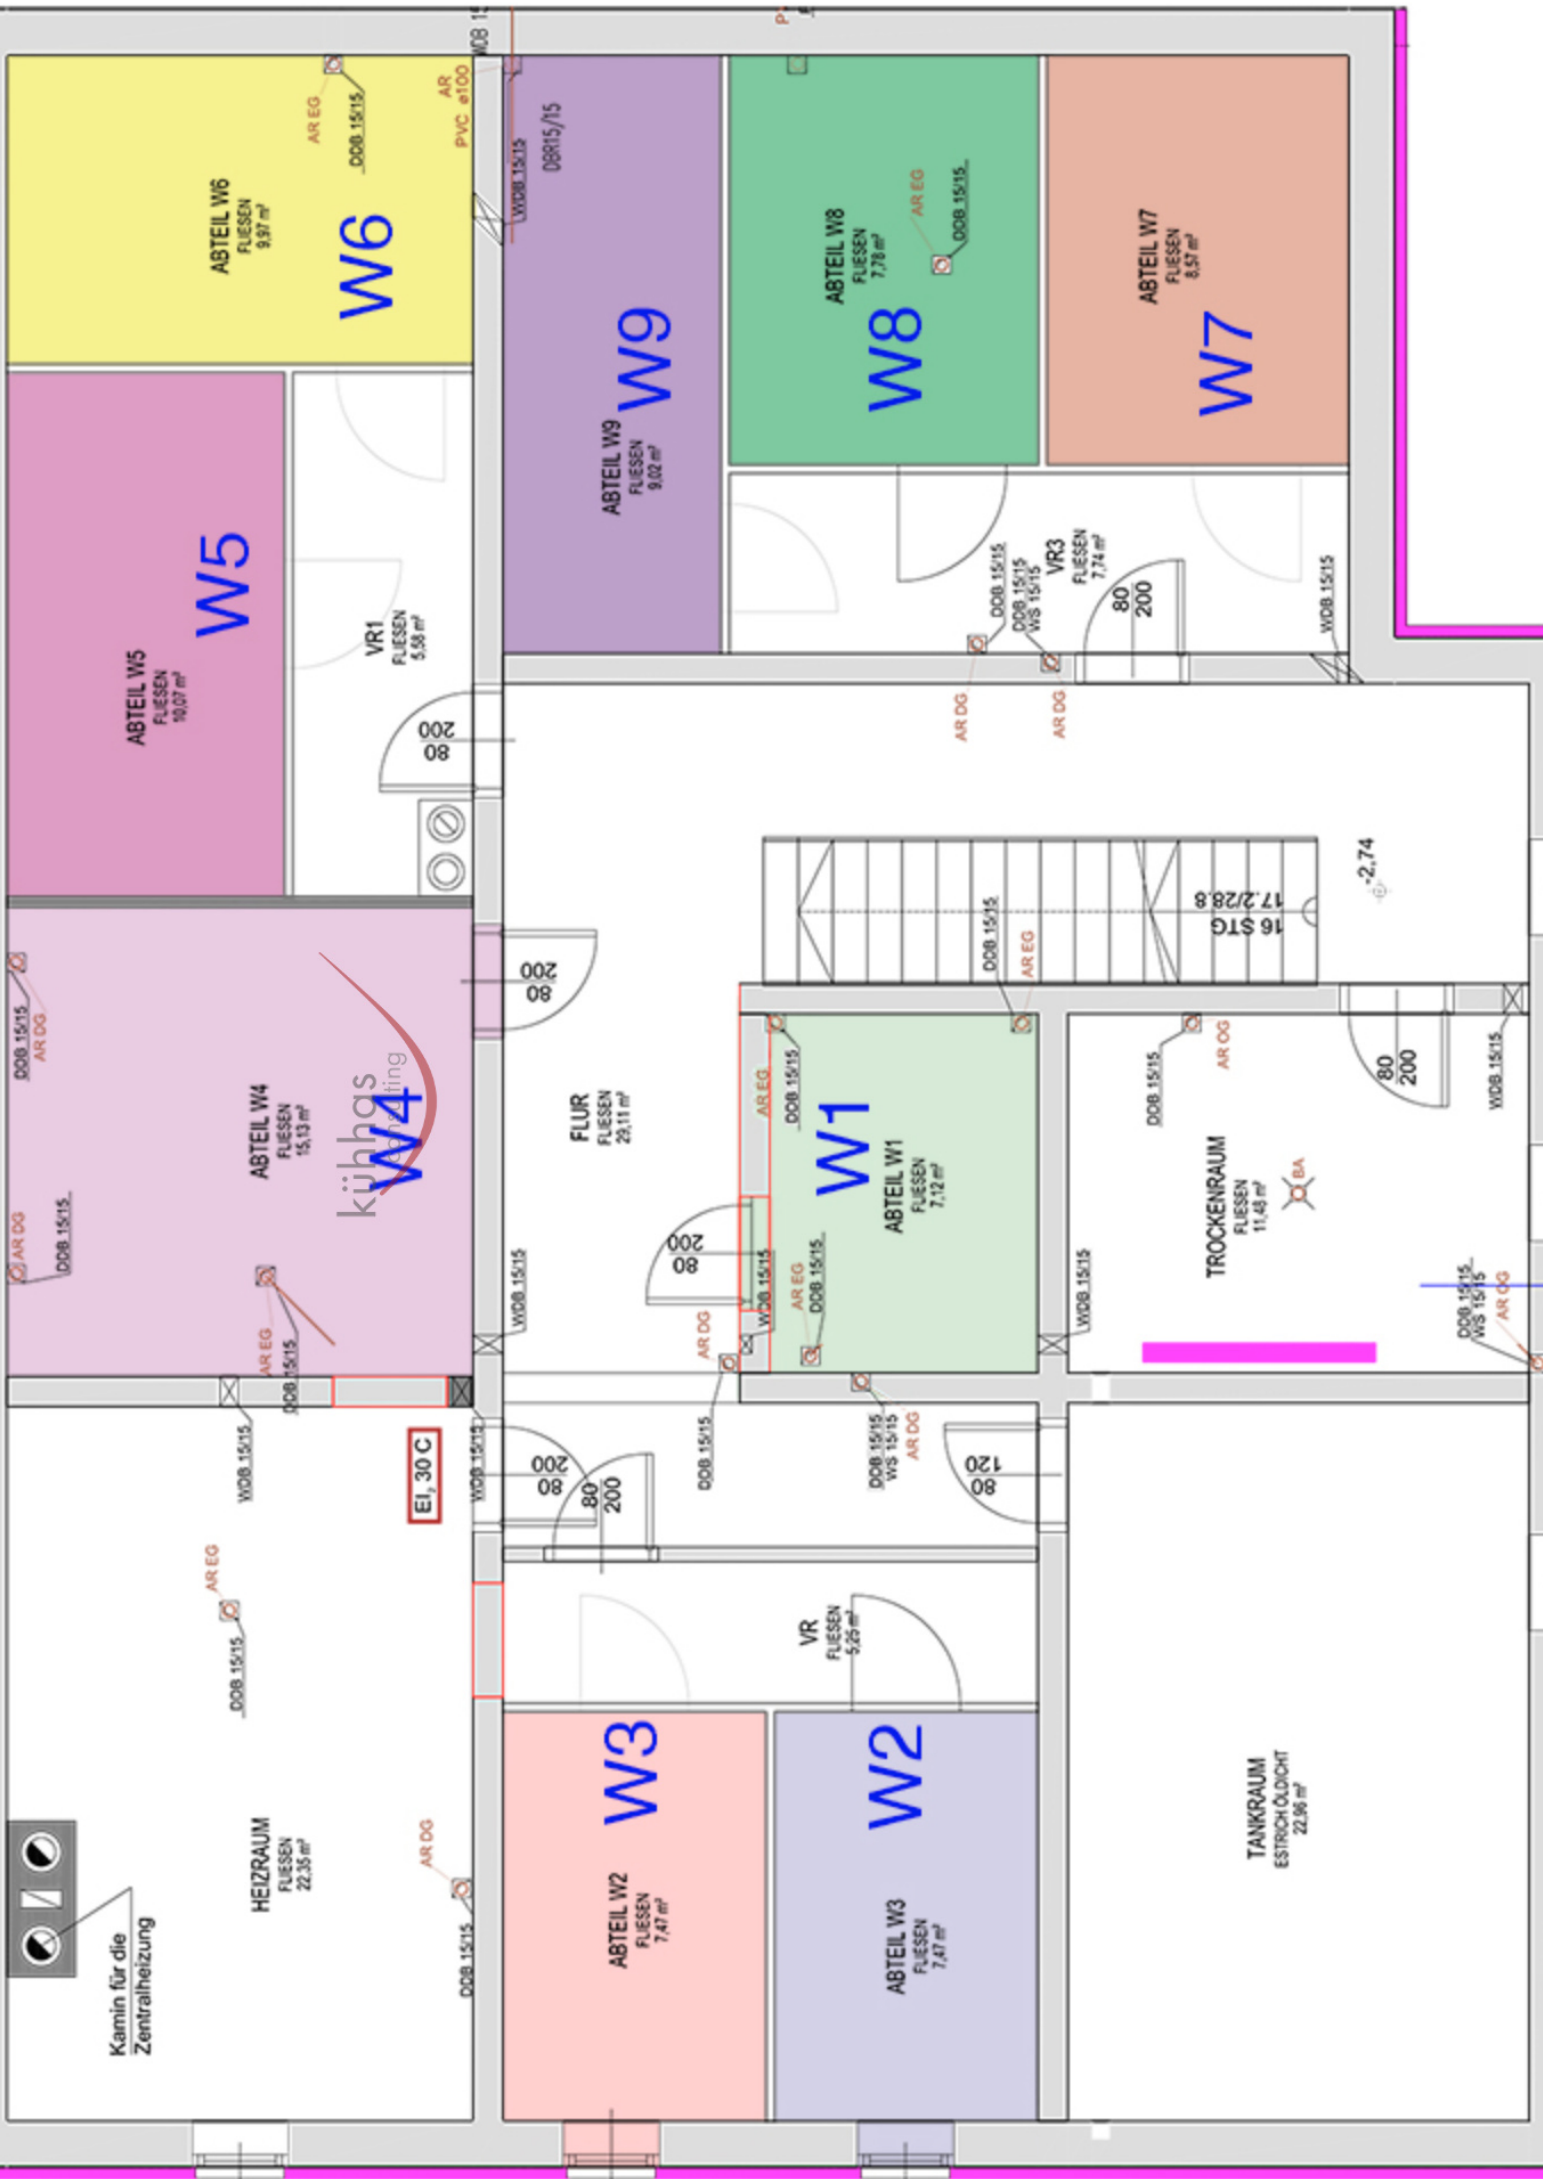 WDB 15
AR EG
DDB 15/15
AR
PVC ø100
ABTEIL W6
FLIESEN
9,97 m²
W6
WDB 15/15
DBR15/15
ABTEIL W9
FLIESEN
9,02 m²
W9
ABTEIL W8
FLIESEN
7,78 m²
W8
AR EG
DDB 15/15
ABTEIL W7
FLIESEN
8,57 m²
W7
ABTEIL W5
FLIESEN
10,07 m²
W5
VR1
FLIESEN
5,58 m²
80
200
VR3
FLIESEN
7,74 m²
DDB 15/15
DDB 15/15
WS 15/15
AR DG
AR DG
80
200
WDB 15/15
16 STG
17.2/28.8
-2,74
DDB 15/15
AR EG
DDB 15/15
AR DG
80
200
ABTEIL W4
FLIESEN
15,13 m²
W4
kühhas
consulting
AR DG
DDB 15/15
AR EG
DDB 15/15
FLUR
FLIESEN
29,11 m²
WDB 15/15
80
200
AR EG
DDB 15/15
W1
ABTEIL W1
FLIESEN
7,12 m²
WDB 15/15
AR EG
DDB 15/15
AR DG
DDB 15/15
DDB 15/15
WS 15/15
AR DG
DDB 15/15
AR OG
80
200
WDB 15/15
TROCKENRAUM
FLIESEN
11,48 m²
BA
WDB 15/15
DDB 15/15
WS 15/15
AR OG
WDB 15/15
EI₂ 30 C
WDB 15/15
80
200
80
200
80
120
AR EG
DDB 15/15
VR
FLIESEN
5,25 m²
HEIZRAUM
FLIESEN
22,35 m²
AR DG
DDB 15/15
Kamin für die
Zentralheizung
W3
ABTEIL W2
FLIESEN
7,47 m²
W2
ABTEIL W3
FLIESEN
7,47 m²
TANKRAUM
ESTRICH ÖLDICHT
22,96 m²